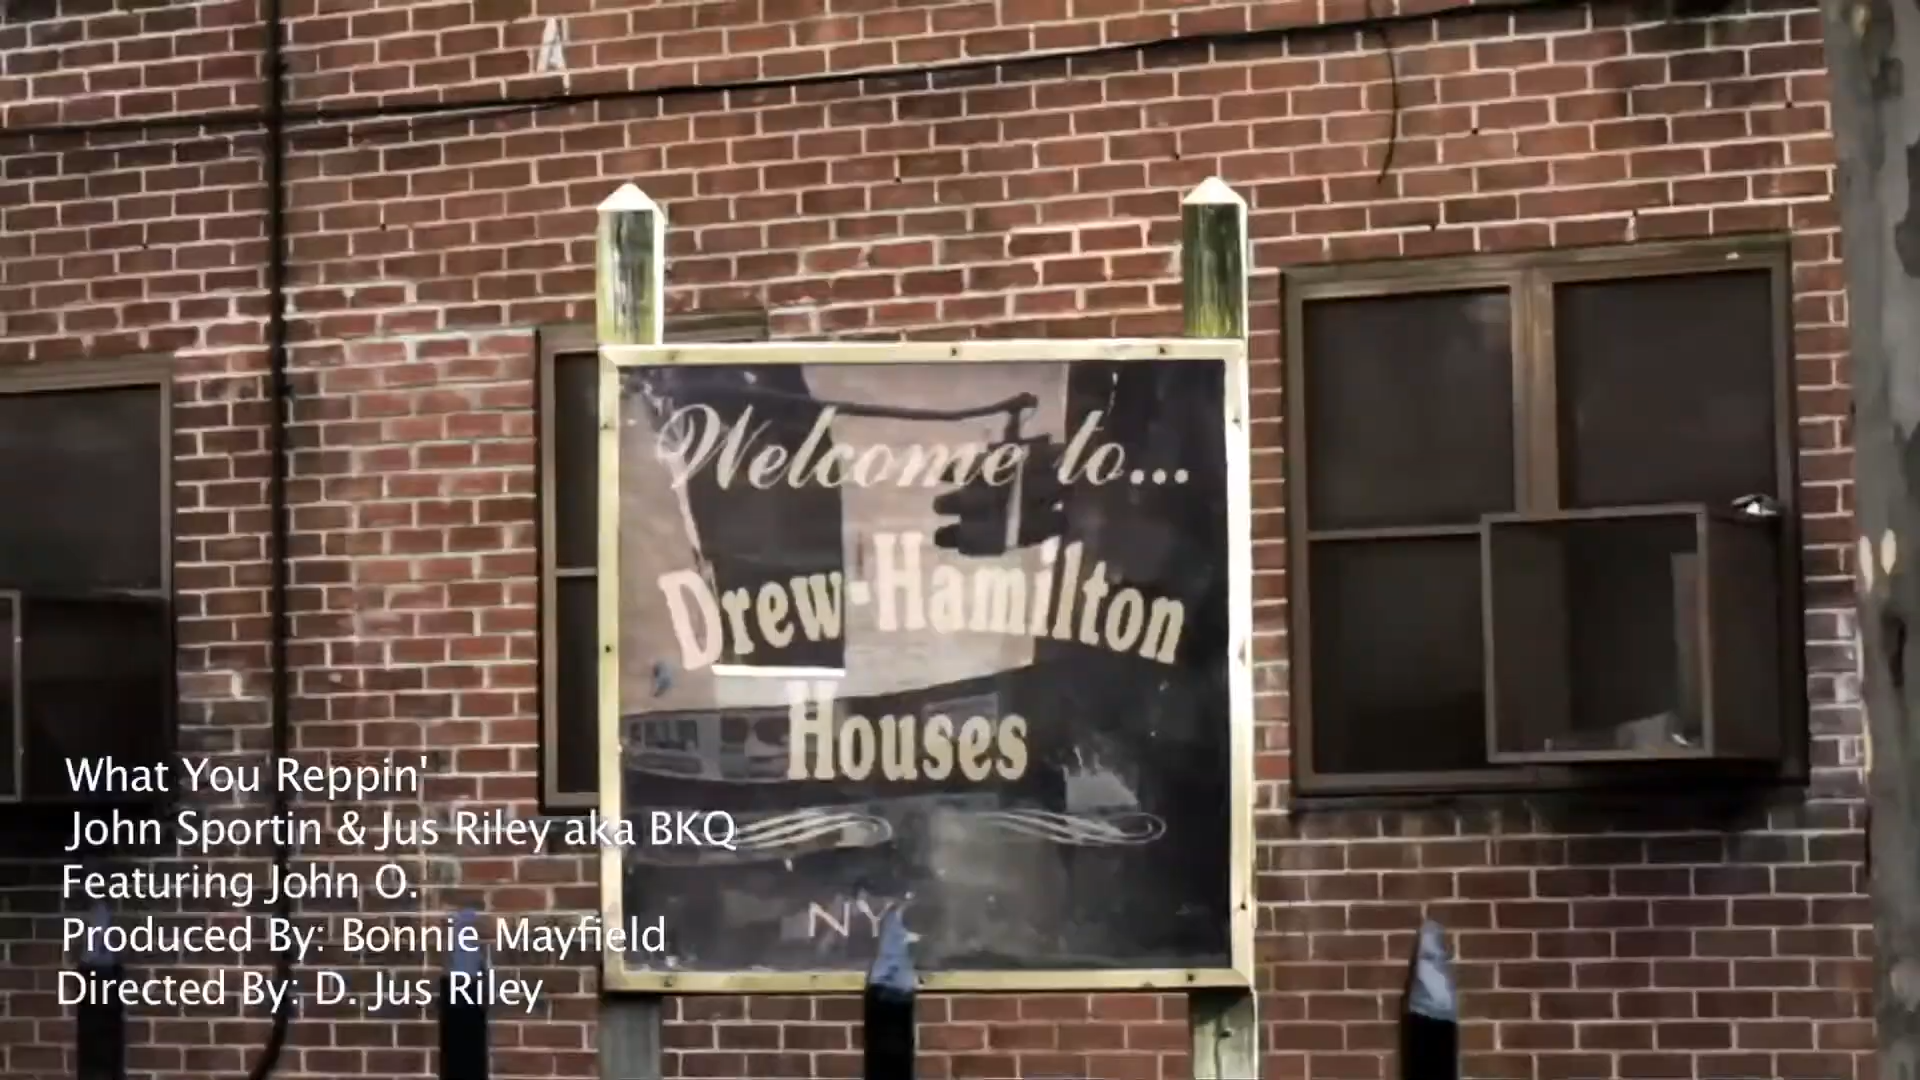 Welcome to...
Drew-Hamilton
Houses
NY
What You Reppin'
John Sportin & Jus Riley aka BKQ
Featuring John O.
Produced By: Bonnie Mayfield
Directed By: D. Jus Riley